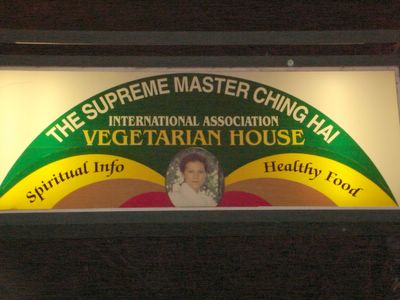 THE SUPREME MASTER CHING HAI
INTERNATIONAL ASSOCIATION
VEGETARIAN HOUSE
Spiritual Info
Healthy Food